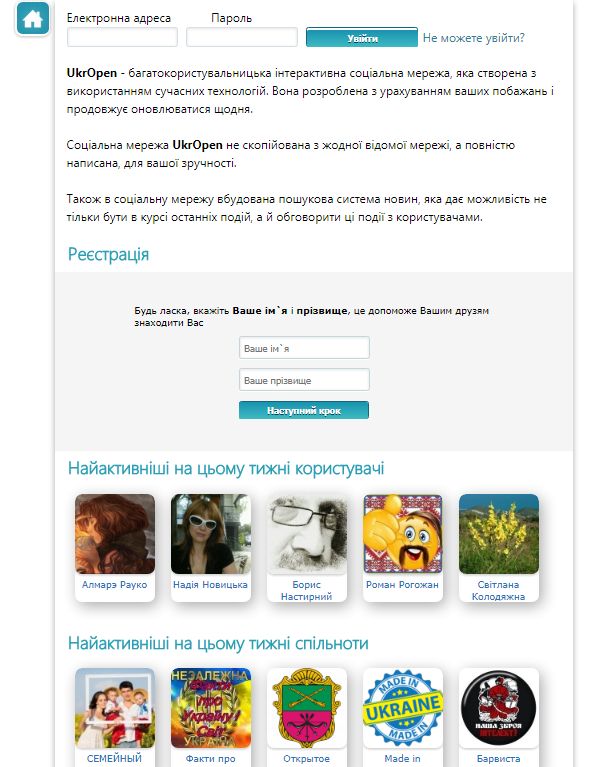 Електронна адреса Пароль
Увійти Не можете увійти?
UkrOpen - багатокористувальницька інтерактивна соціальна мережа, яка створена з
використанням сучасних технологій. Вона розроблена з урахуванням ваших побажань і
продовжує оновлюватися щодня.
Соціальна мережа UkrOpen не скопійована з жодної відомої мережі, а повністю
написана, для вашої зручності.
Також в соціальну мережу вбудована пошукова система новин, яка дає можливість не
тільки бути в курсі останніх подій, а й обговорити ці події з користувачами.
Реєстрація
Будь ласка, вкажіть Ваше ім`я і прізвище, це допоможе Вашим друзям
знаходити Вас
Ваше ім`я
Ваше прізвище
Наступний крок
Найактивніші на цьому тижні користувачі
Алмарэ Рауко Надія Новицька Борис Роман Рогожан Світлана
Настирний Колодяжна
Найактивніші на цьому тижні спільноти
НЕЗАЛЕЖНА
про
Україну і
Світ
УКРАЇНА
MADE IN
UKRAINE
MADE IN
НАША ЗБРОЯ
ІНТЕЛЕКТ!
СЕМЕЙНЫЙ Факти про Открытое Made in Барвиста